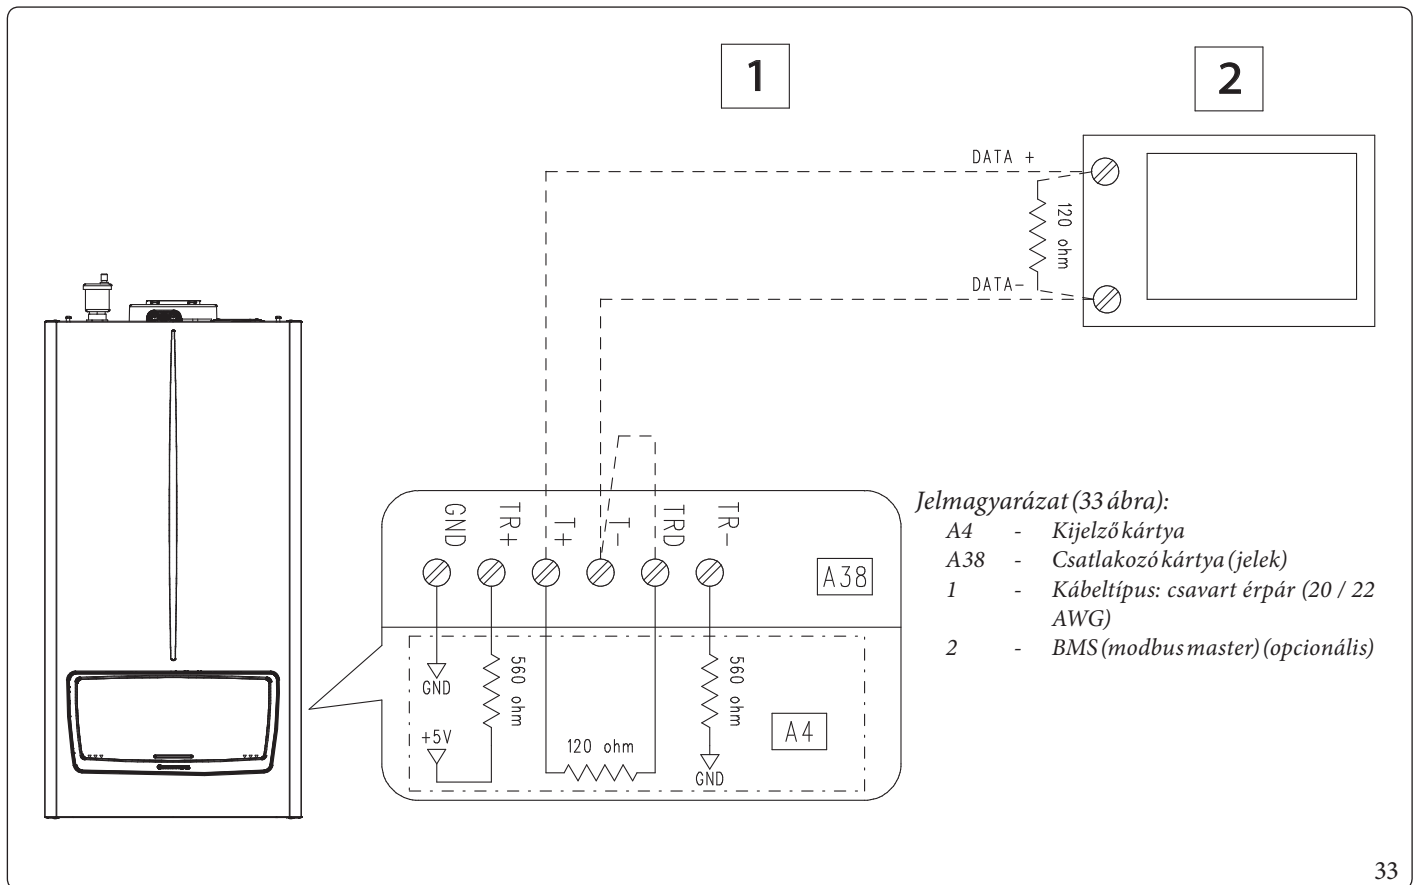 1
2
DATA +
120 ohm
DATA-
GND
TR+
T+
T-
TRD
TR-
A38
Jelmagyarázat (33 ábra):
A4 - Kijelző kártya
A38 - Csatlakozó kártya (jelek)
1 - Kábeltípus: csavart érpár (20 / 22
AWG)
2 - BMS (modbus master) (opcionális)
GND
560 ohm
560 ohm
+5V
120 ohm
A4
GND
33